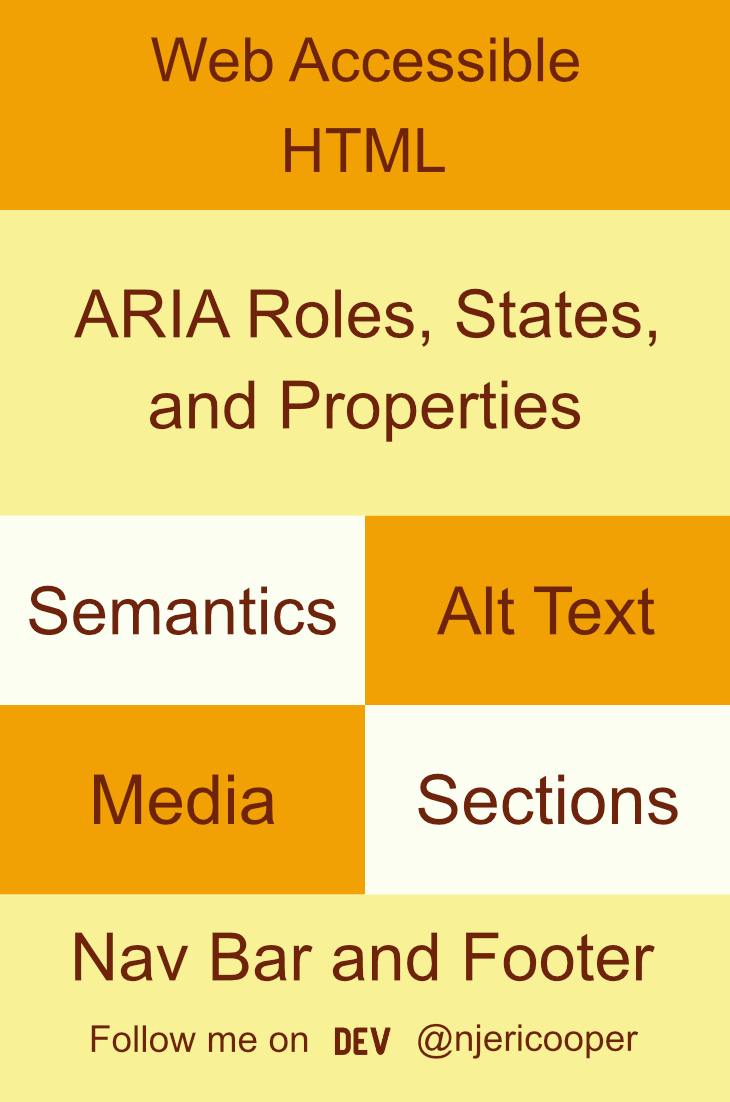 Web Accessible
HTML
ARIA Roles, States,
and Properties
Semantics
Alt Text
Media
Sections
Nav Bar and Footer
Follow me on DEV @njericooper